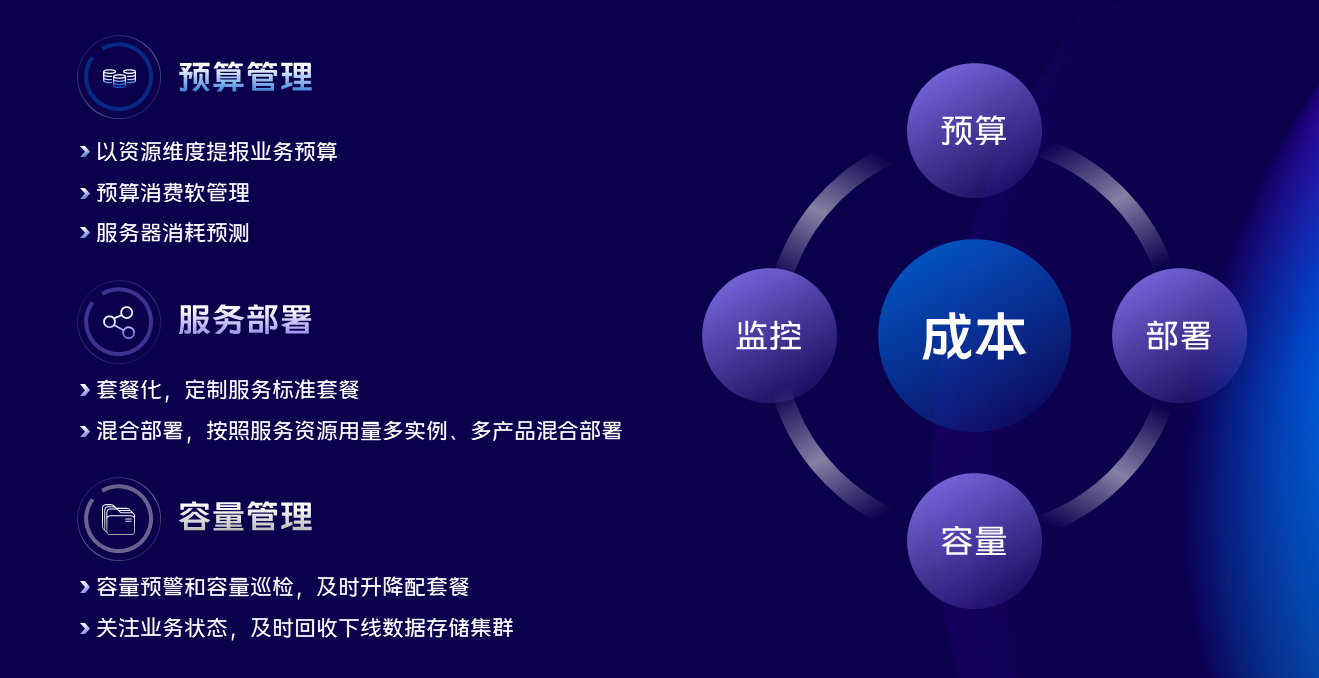 预算管理
以资源维度提报业务预算
预算消费软管理
服务器消耗预测
服务部署
套餐化，定制服务标准套餐
混合部署，按照服务资源用量多实例、多产品混合部署
容量管理
容量预警和容量巡检，及时升降配套餐
关注业务状态，及时回收下线数据存储集群
预算
监控
成本
部署
容量